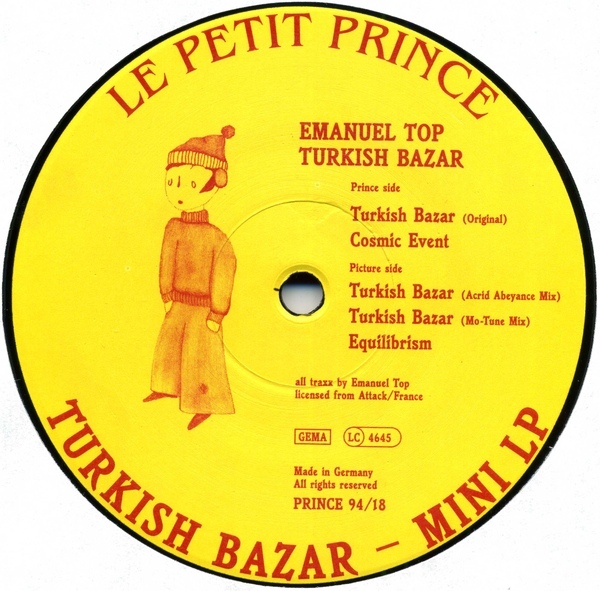 LE PETIT PRINCE
EMANUEL TOP
TURKISH BAZAR
Prince side
Turkish Bazar (Original)
Cosmic Event
Picture side
Turkish Bazar (Acrid Abeyance Mix)
Turkish Bazar (Mo-Tune Mix)
Equilibrism
all traxx by Emanuel Top
licensed from Attack/France
GEMA LC 4645
Made in Germany
All rights reserved
PRINCE 94/18
TURKISH BAZAR – MINI LP